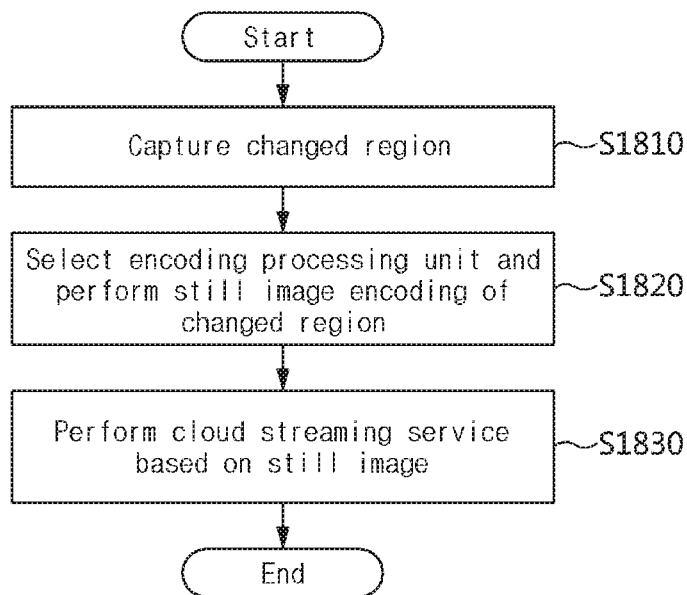 Start
Capture changed region
S1810
Select encoding processing unit and
perform still image encoding of
changed region
S1820
Perform cloud streaming service
based on still image
S1830
End